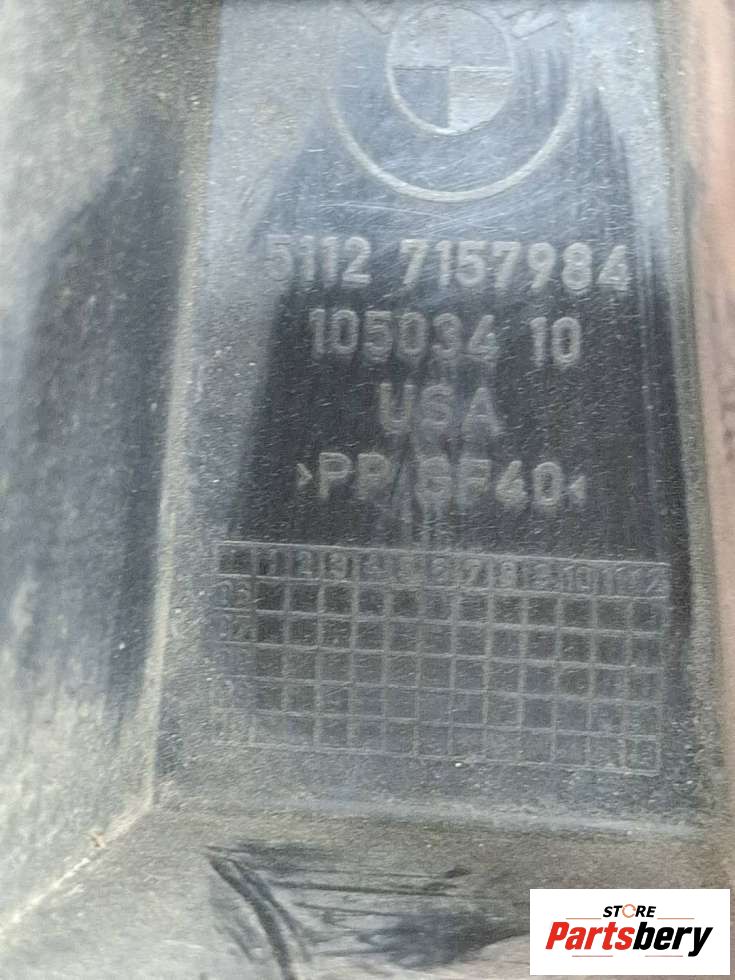 5112 7157984
105034 10
USA
>PP/GF40<
STORE
Partsbery